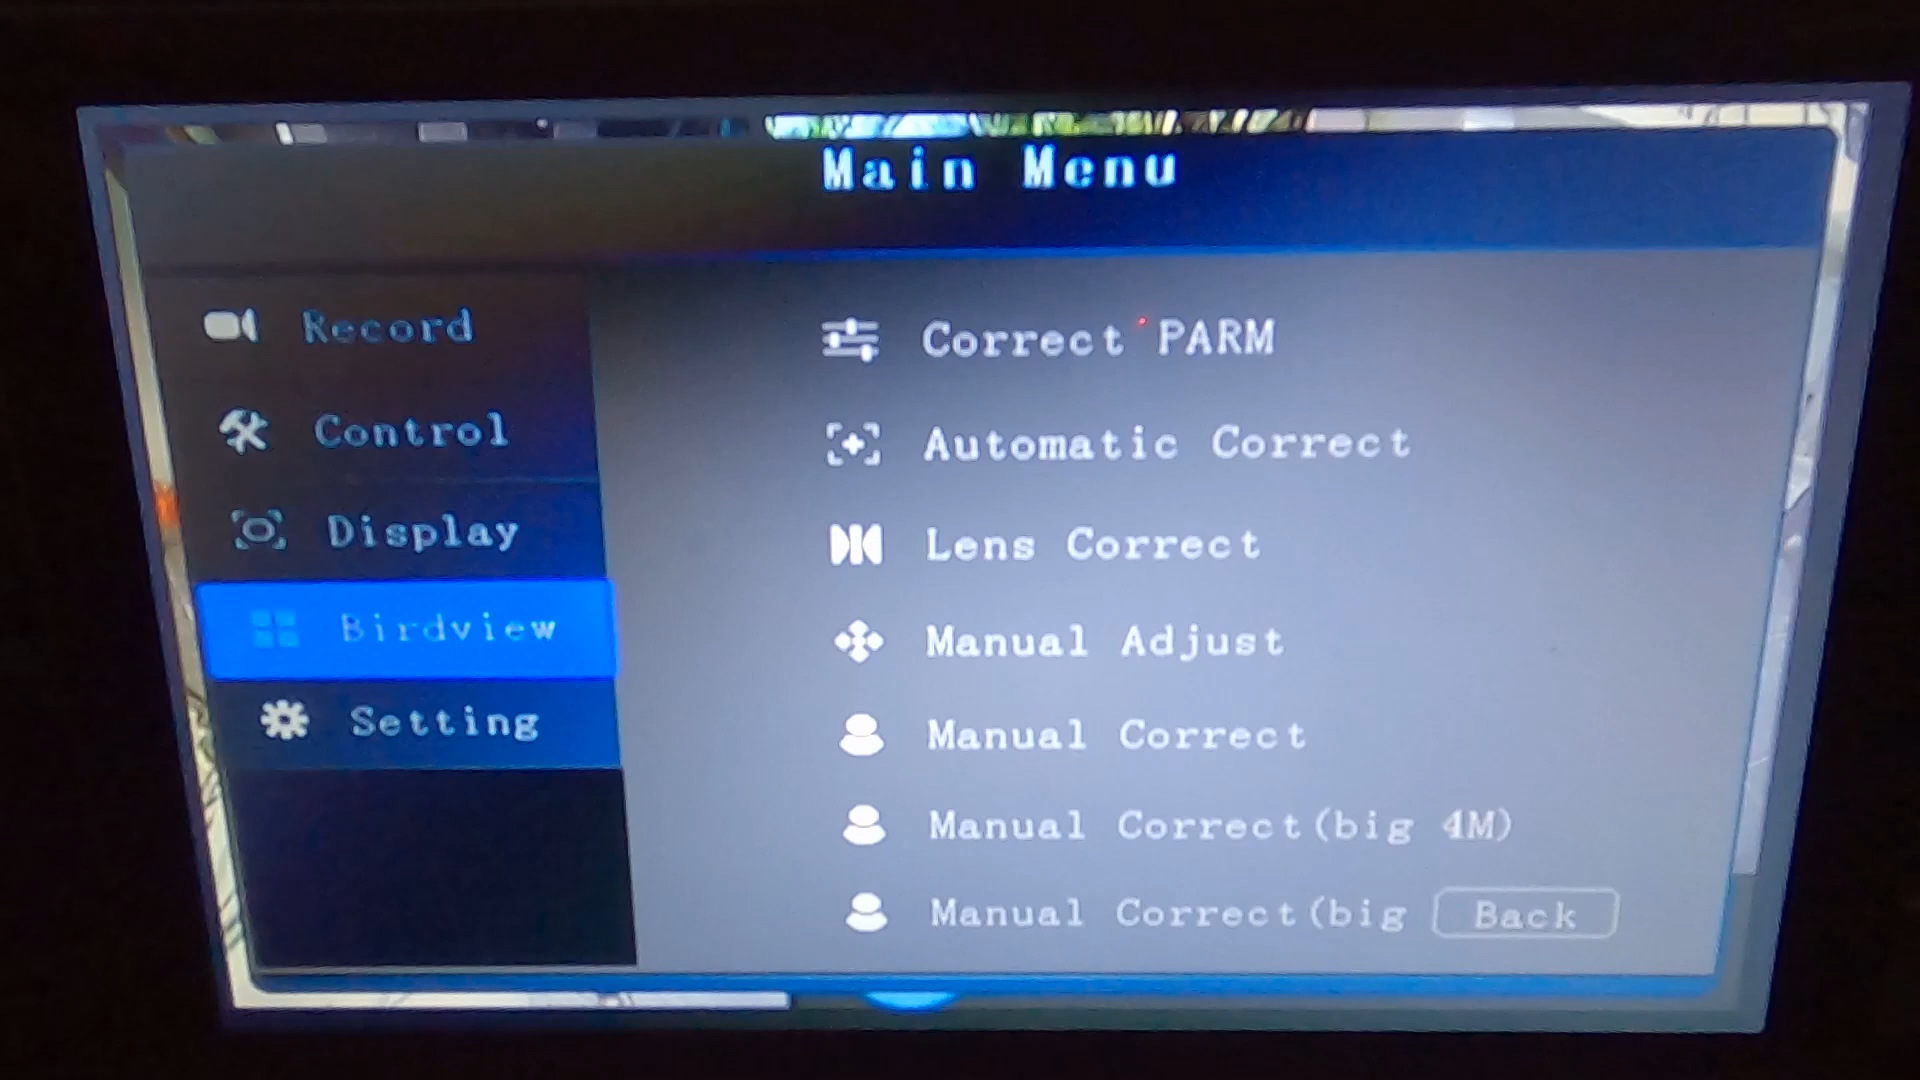 Main Menu
Record
Control
Display
Birdview
Setting
Correct PARM
Automatic Correct
Lens Correct
Manual Adjust
Manual Correct
Manual Correct(big 4M)
Manual Correct(big
Back